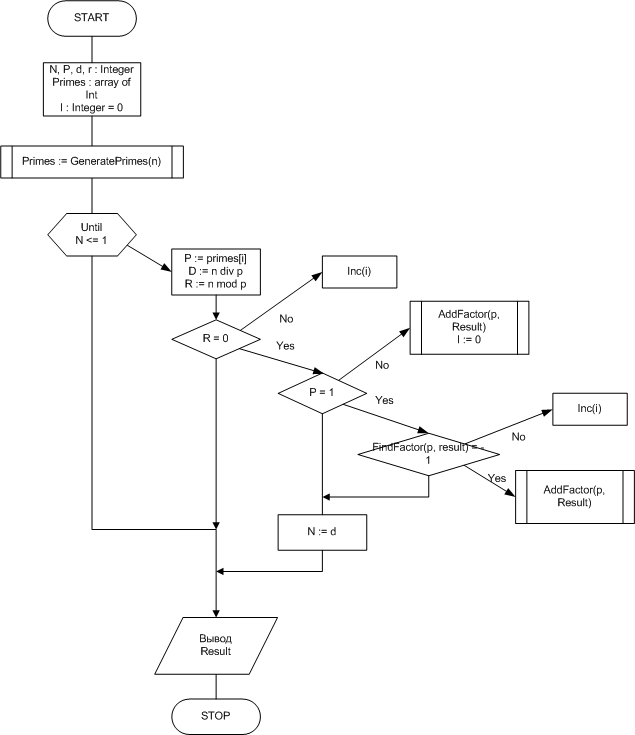 START
N, P, d, r : Integer
Primes : array of
Int
I : Integer = 0
Primes := GeneratePrimes(n)
Until
N <= 1
P := primes[i]
D := n div p
R := n mod p
Inc(i)
No
R = 0
Yes
AddFactor(p,
Result)
I := 0
No
P = 1
Yes
Inc(i)
No
FindFactor(p, result) = -
1
Yes
AddFactor(p,
Result)
N := d
Вывод
Result
STOP